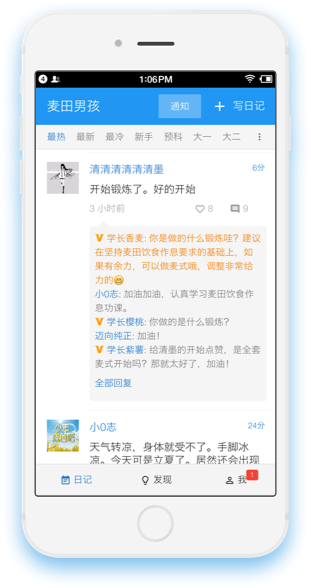 4
1:06PM
麦田男孩 通知 + 写日记
最热 最新 最冷 新手 预科 大一 大二
清清清清清清墨 6分
开始锻炼了。好的开始
3 小时前 8 9
V 学长香麦: 你是做的什么锻炼哇？建议
在坚持麦田饮食作息要求的基础上，如
果有余力，可以做麦式哦，调整非常给
力的😄
小0志: 加油加油，认真学习麦田饮食作
息功课。
V 学长樱桃: 你做的是什么锻炼？
迈向纯正: 加油！
V 学长紫薯: 给清墨的开始点赞，是全套
麦式开始吗？那就太好了，加油！
全部回复
小0志 24分
天气转凉，身体就受不了。手脚冰
凉。今天可是立夏了。居然还会出现
日记 发现 我 1